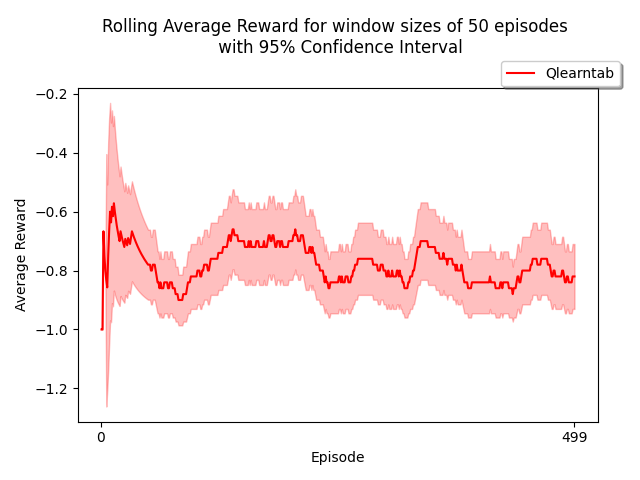 Rolling Average Reward for window sizes of 50 episodes
with 95% Confidence Interval
Qlearntab
−0.2
−0.4
−0.6
−0.8
−1.0
−1.2
Average Reward
0
499
Episode